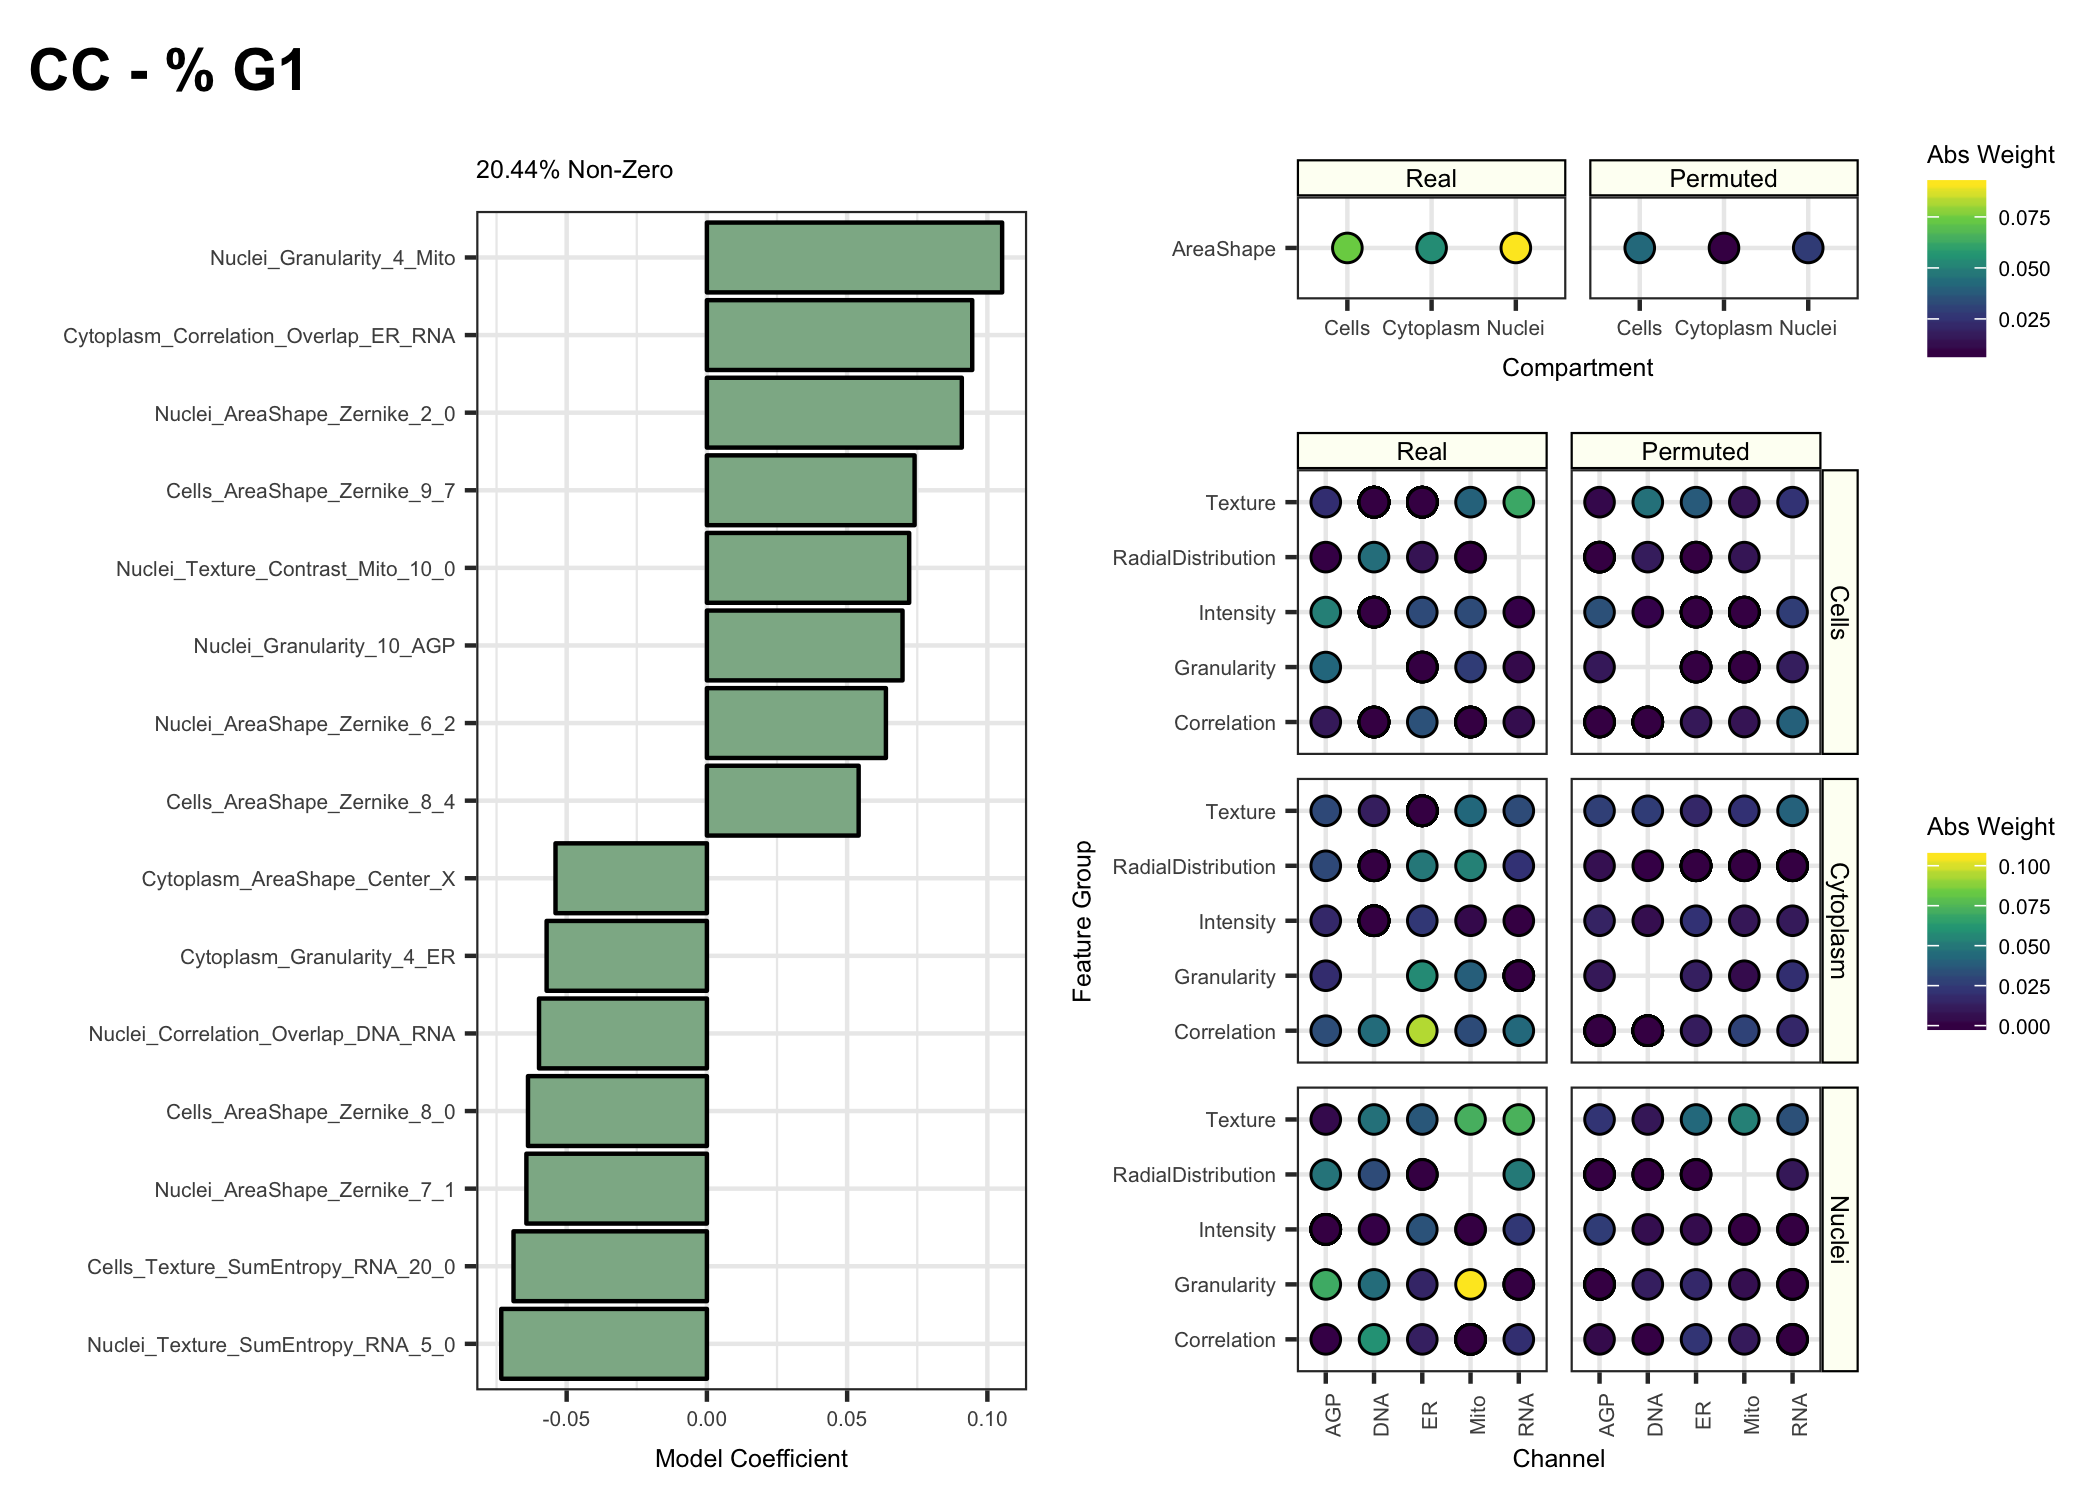 CC - % G1
20.44% Non-Zero
Nuclei_Granularity_4_Mito
Cytoplasm_Correlation_Overlap_ER_RNA
Nuclei_AreaShape_Zernike_2_0
Cells_AreaShape_Zernike_9_7
Nuclei_Texture_Contrast_Mito_10_0
Nuclei_Granularity_10_AGP
Nuclei_AreaShape_Zernike_6_2
Cells_AreaShape_Zernike_8_4
Cytoplasm_AreaShape_Center_X
Cytoplasm_Granularity_4_ER
Nuclei_Correlation_Overlap_DNA_RNA
Cells_AreaShape_Zernike_8_0
Nuclei_AreaShape_Zernike_7_1
Cells_Texture_SumEntropy_RNA_20_0
Nuclei_Texture_SumEntropy_RNA_5_0
-0.05 0.00 0.05 0.10
Model Coefficient
Real Permuted
AreaShape
Cells Cytoplasm Nuclei Cells Cytoplasm Nuclei
Compartment
Abs Weight
0.075
0.050
0.025
Feature Group
Real Permuted
Texture
RadialDistribution
Intensity
Granularity
Correlation
Cells
Texture
RadialDistribution
Intensity
Granularity
Correlation
Cytoplasm
Texture
RadialDistribution
Intensity
Granularity
Correlation
Nuclei
AGP DNA ER Mito RNA AGP DNA ER Mito RNA
Channel
Abs Weight
0.100
0.075
0.050
0.025
0.000